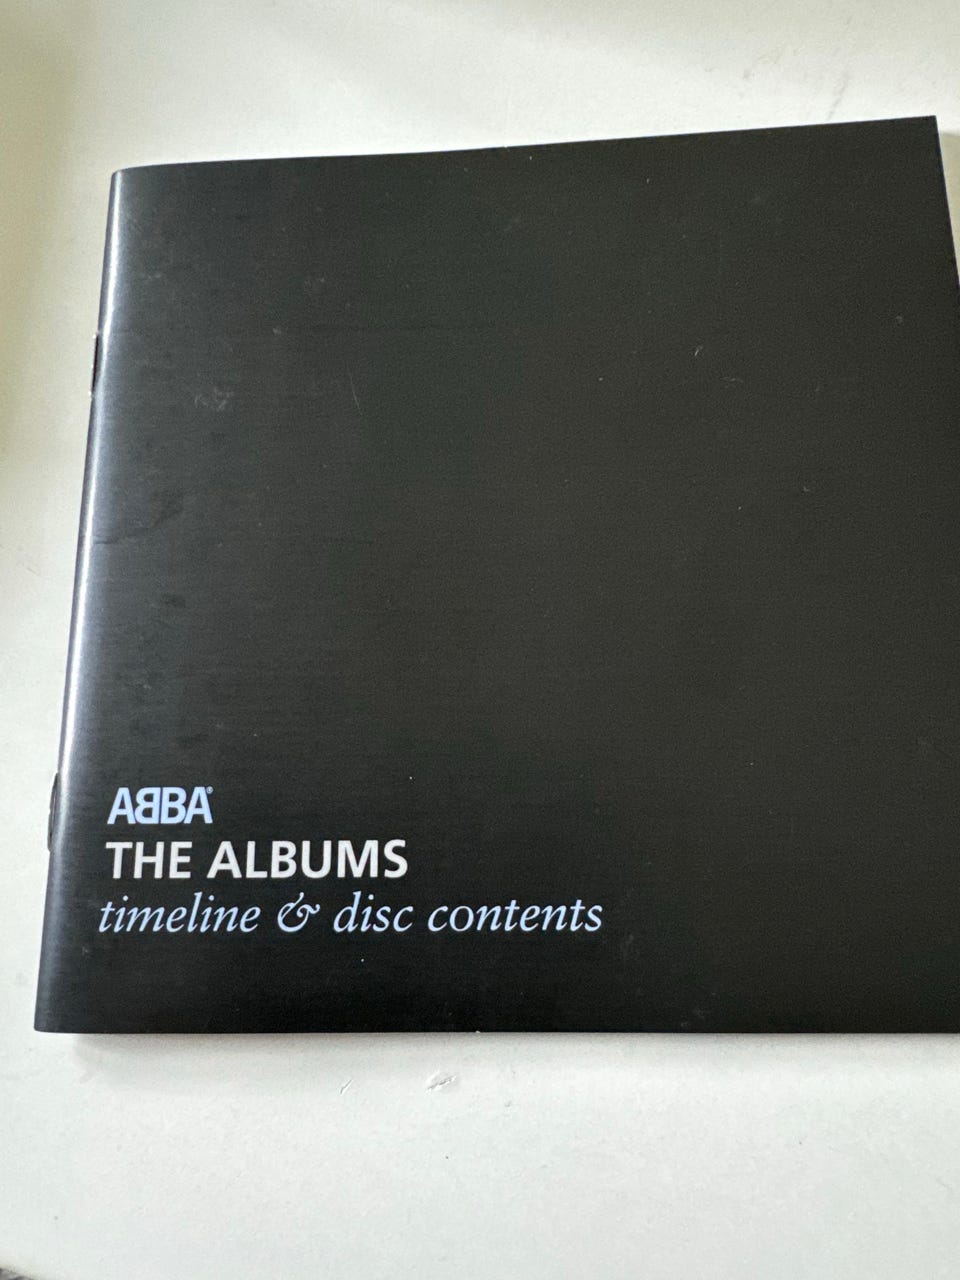 ABBA®
THE ALBUMS
timeline & disc contents